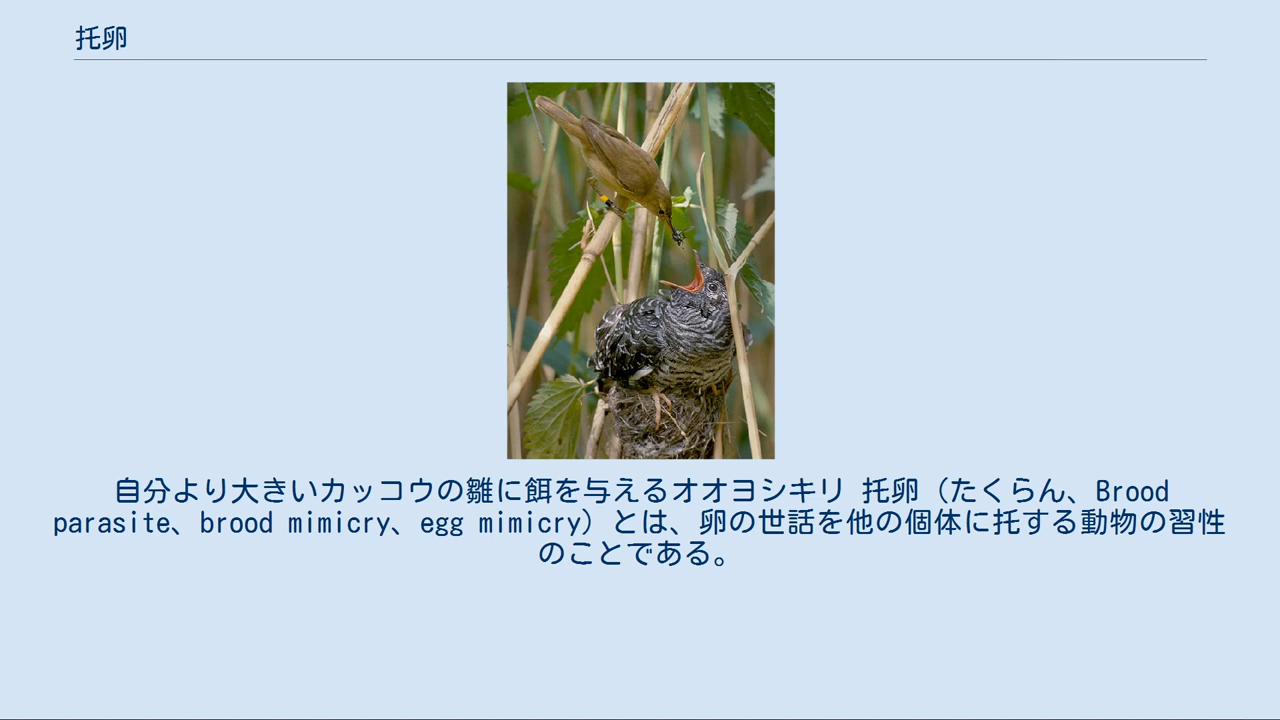 托卵
自分より大きいカッコウの雛に餌を与えるオオヨシキリ 托卵（たくらん、Brood
parasite、brood mimicry、egg mimicry）とは、卵の世話を他の個体に托する動物の習性
のことである。